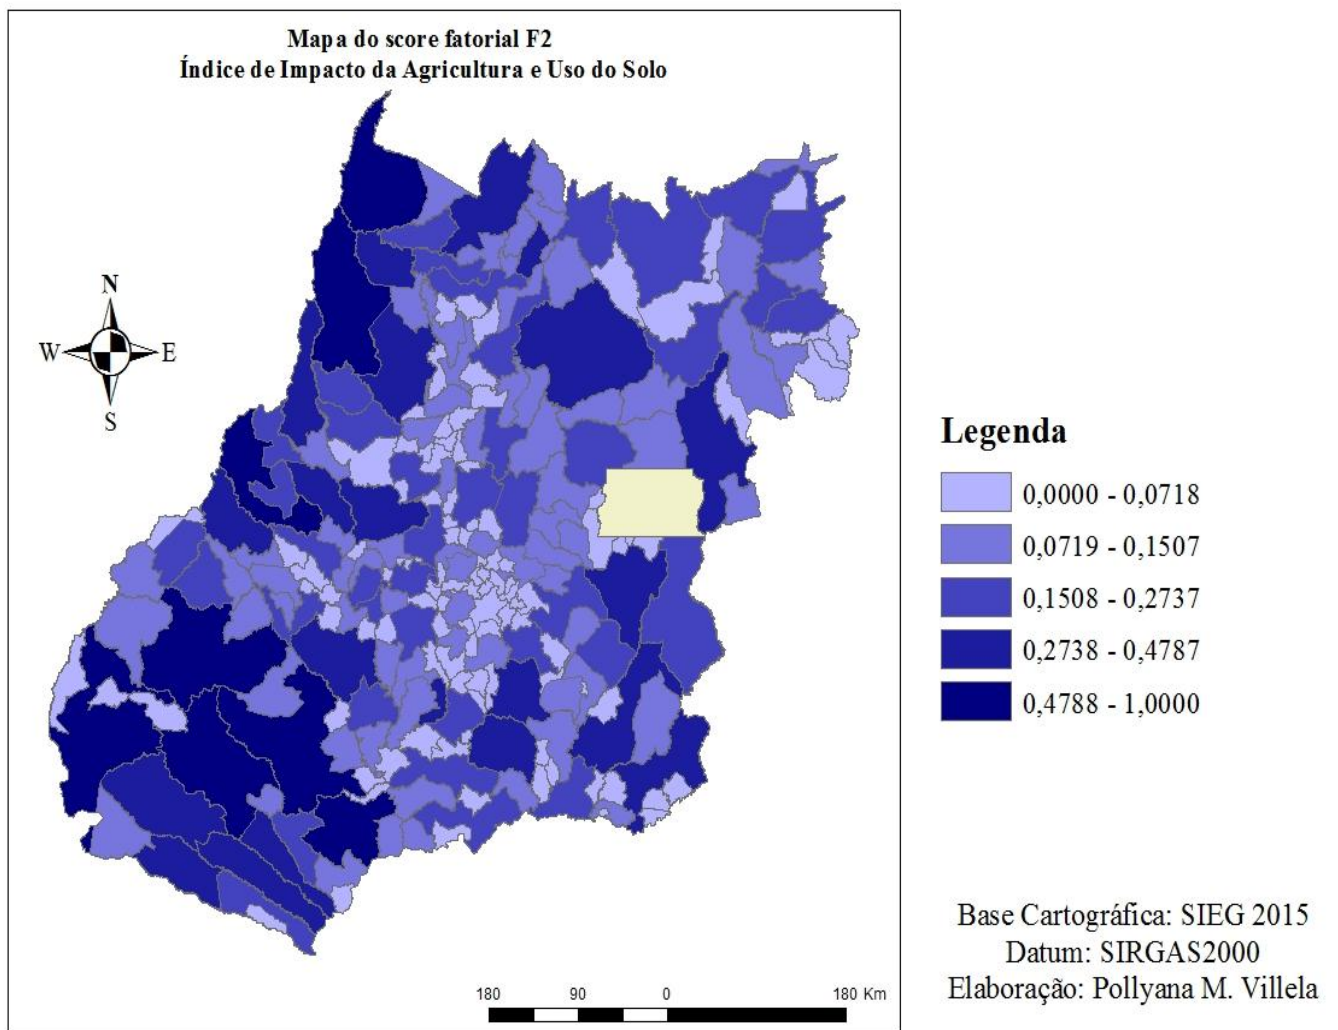 Mapa do score fatorial F2
Índice de Impacto da Agricultura e Uso do Solo
N
W
E
S
Legenda
0,0000 - 0,0718
0,0719 - 0,1507
0,1508 - 0,2737
0,2738 - 0,4787
0,4788 - 1,0000
Base Cartográfica: SIEG 2015
Datum: SIRGAS2000
Elaboração: Pollyana M. Villela
180 90 0 180 Km